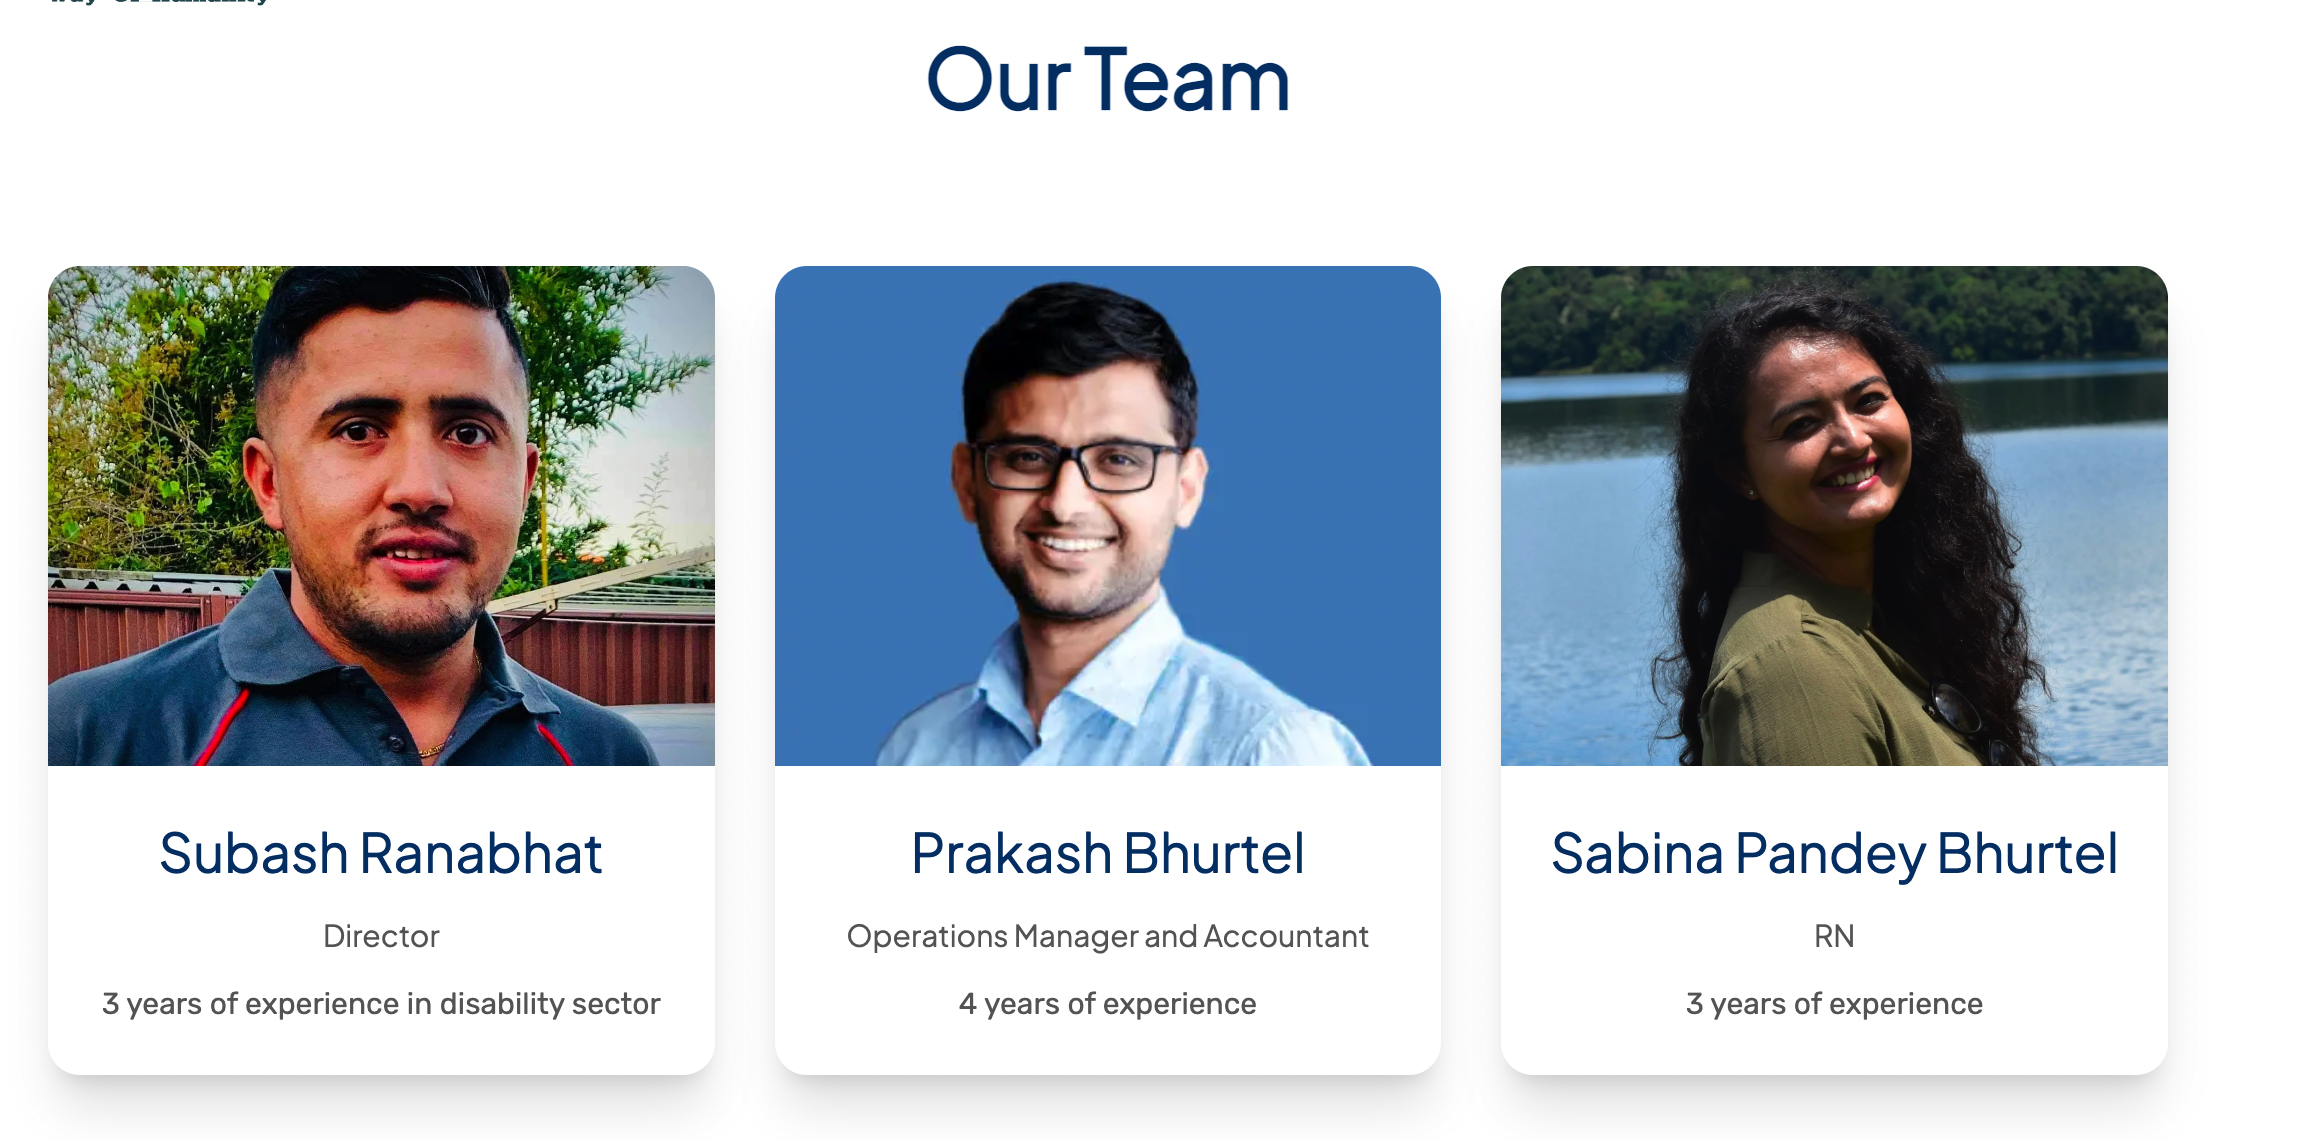 Our Team
Subash Ranabhat
Director
3 years of experience in disability sector
Prakash Bhurtel
Operations Manager and Accountant
4 years of experience
Sabina Pandey Bhurtel
RN
3 years of experience